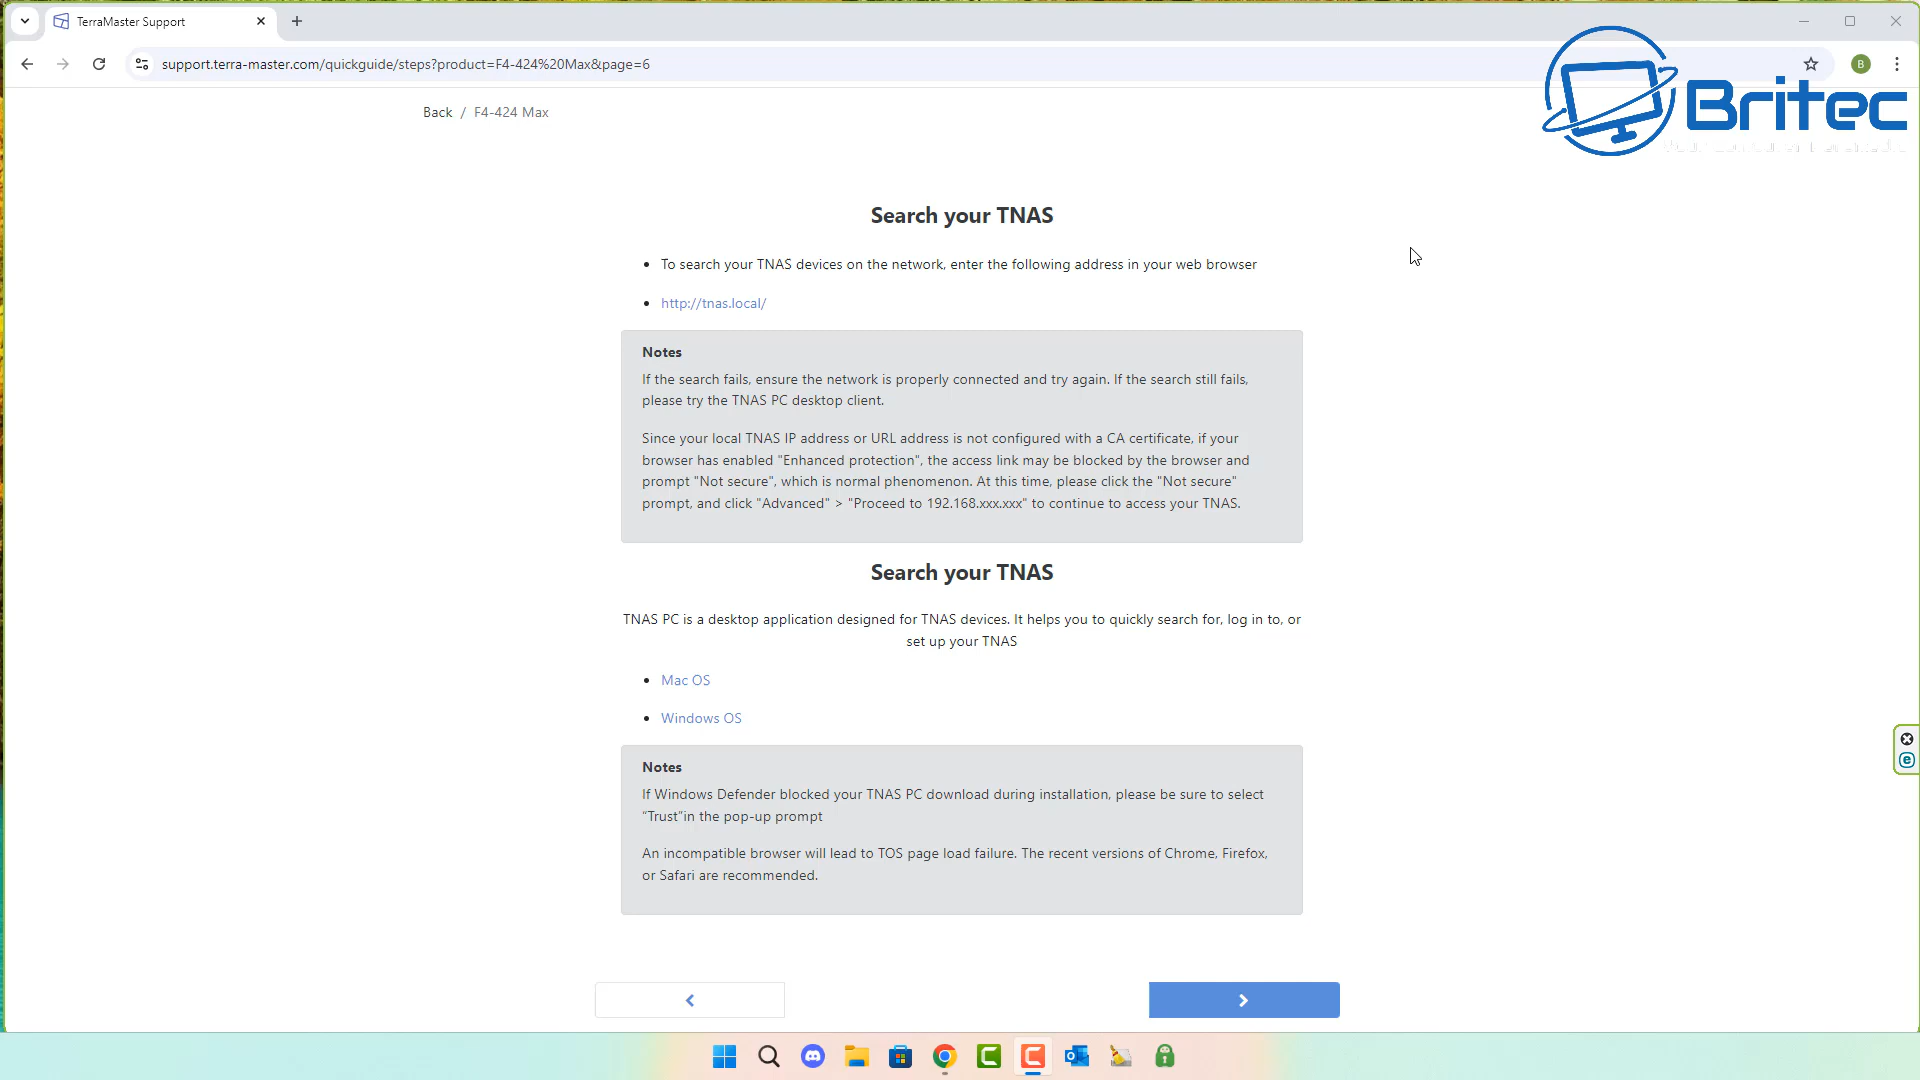 TerraMaster Support
support.terra-master.com/quickguide/steps?product=F4-424%20Max&page=6
B
Britec
Back / F4-424 Max
Search your TNAS
To search your TNAS devices on the network, enter the following address in your web browser
http://tnas.local/
Notes
If the search fails, ensure the network is properly connected and try again. If the search still fails,
please try the TNAS PC desktop client.
Since your local TNAS IP address or URL address is not configured with a CA certificate, if your
browser has enabled "Enhanced protection", the access link may be blocked by the browser and
prompt "Not secure", which is normal phenomenon. At this time, please click the "Not secure"
prompt, and click "Advanced" > "Proceed to 192.168.xxx.xxx" to continue to access your TNAS.
Search your TNAS
TNAS PC is a desktop application designed for TNAS devices. It helps you to quickly search for, log in to, or
set up your TNAS
Mac OS
Windows OS
Notes
If Windows Defender blocked your TNAS PC download during installation, please be sure to select
“Trust”in the pop-up prompt
An incompatible browser will lead to TOS page load failure. The recent versions of Chrome, Firefox,
or Safari are recommended.